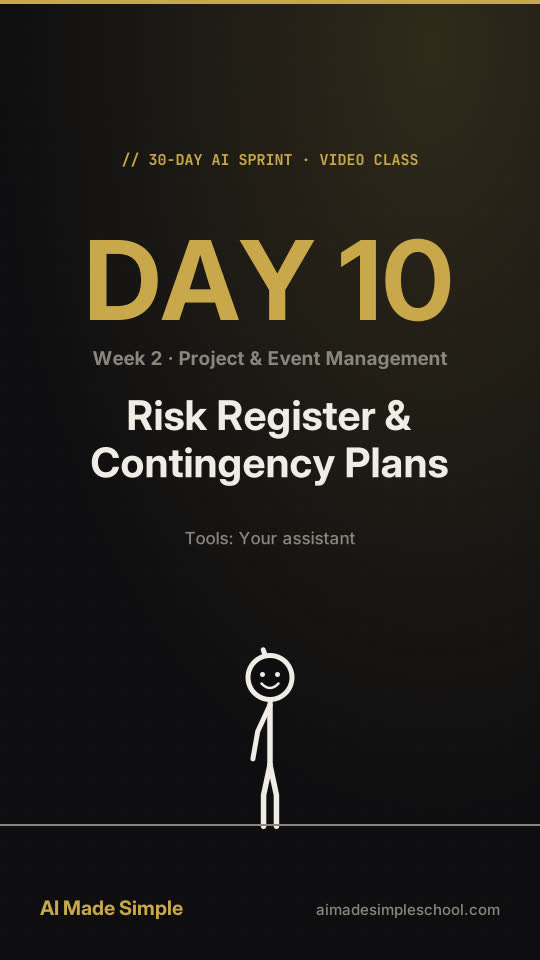 // 30-DAY AI SPRINT · VIDEO CLASS
DAY 10
Week 2 · Project & Event Management
Risk Register &
Contingency Plans
Tools: Your assistant
AI Made Simple
aimadesimpleschool.com